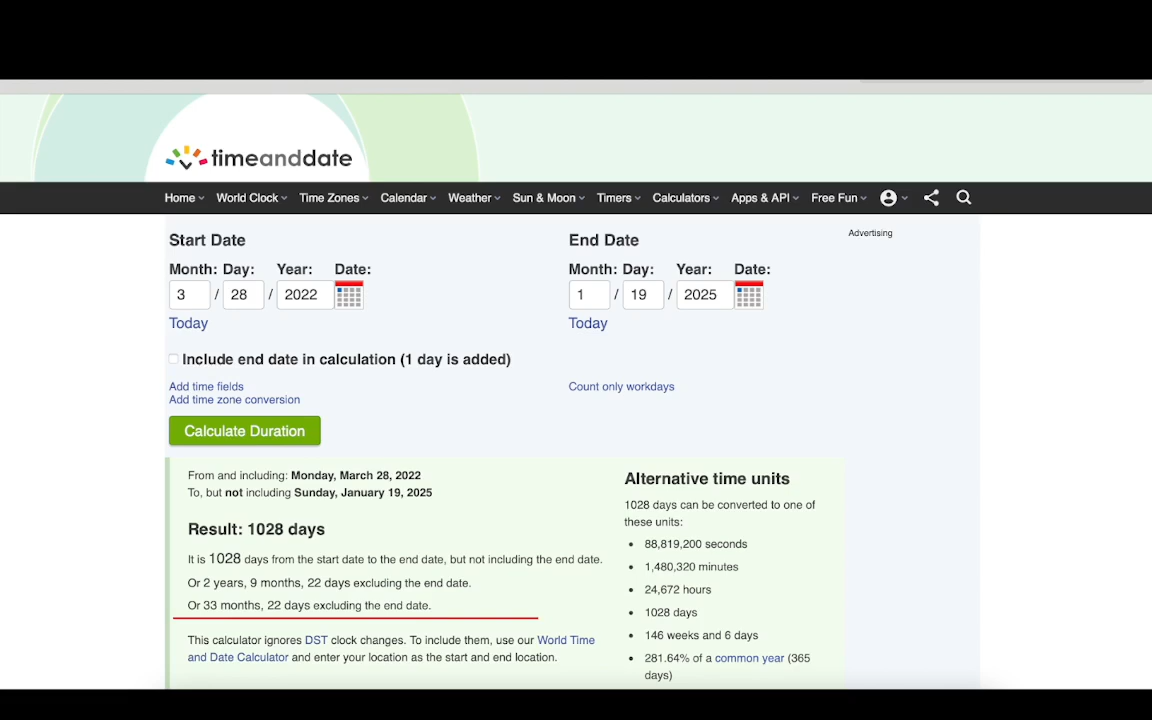 timeanddate
Home World Clock Time Zones Calendar Weather Sun & Moon Timers Calculators Apps & API Free Fun
Start Date
End Date
Advertising
Month: Day: Year: Date:
Month: Day: Year: Date:
3 / 28 / 2022
1 / 19 / 2025
Today
Today
Include end date in calculation (1 day is added)
Add time fields
Count only workdays
Add time zone conversion
Calculate Duration
From and including: Monday, March 28, 2022
To, but not including Sunday, January 19, 2025
Result: 1028 days
It is 1028 days from the start date to the end date, but not including the end date.
Or 2 years, 9 months, 22 days excluding the end date.
Or 33 months, 22 days excluding the end date.
This calculator ignores DST clock changes. To include them, use our World Time
and Date Calculator and enter your location as the start and end location.
Alternative time units
1028 days can be converted to one of
these units:
• 88,819,200 seconds
• 1,480,320 minutes
• 24,672 hours
• 1028 days
• 146 weeks and 6 days
• 281.64% of a common year (365
days)